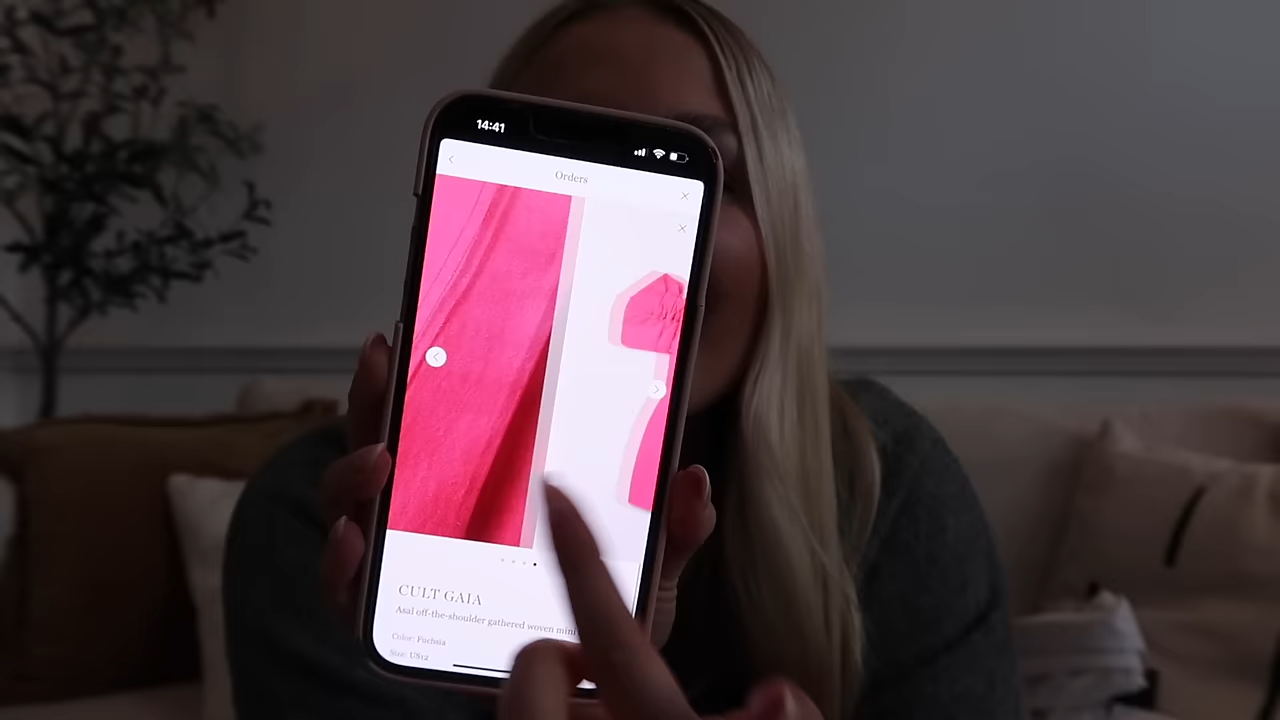 14:41
Orders
CULT GAIA
Asal off-the-shoulder gathered woven mini
Color: Fuchsia
Size: US12